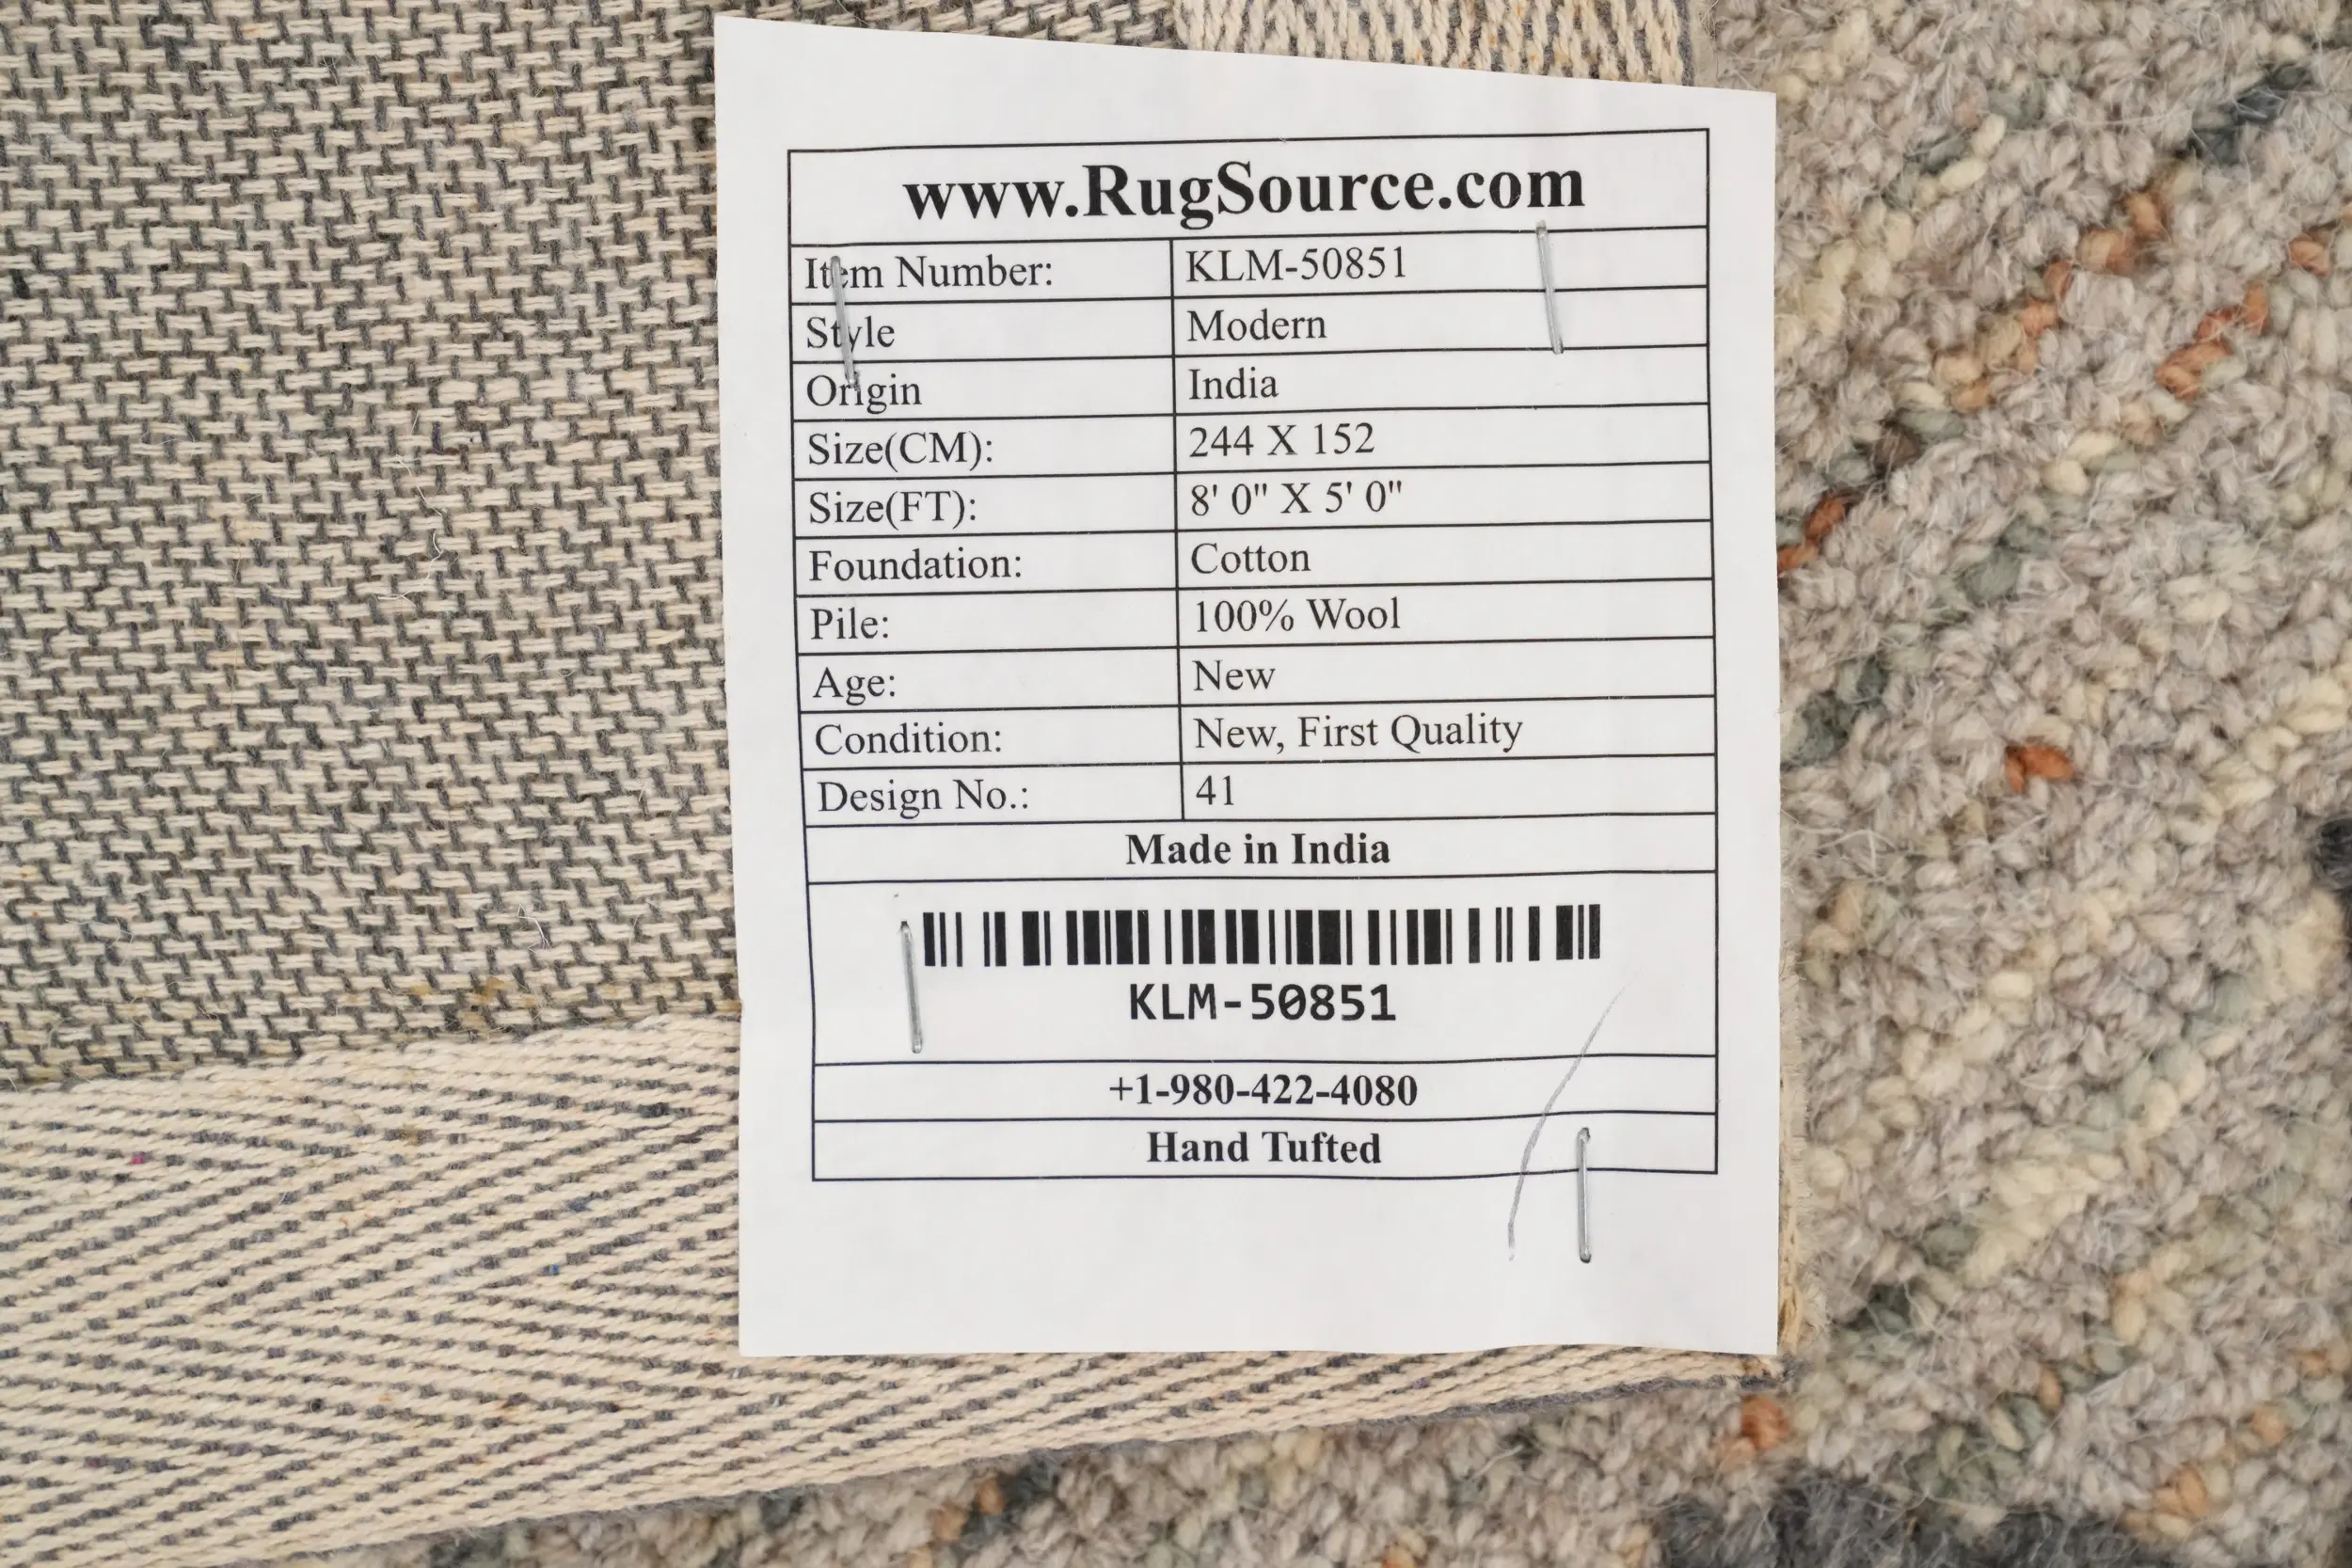 www.RugSource.com
Item Number: KLM-50851
Style Modern
Origin India
Size(CM): 244 X 152
Size(FT): 8' 0" X 5' 0"
Foundation: Cotton
Pile: 100% Wool
Age: New
Condition: New, First Quality
Design No.: 41
Made in India
KLM-50851
+1-980-422-4080
Hand Tufted